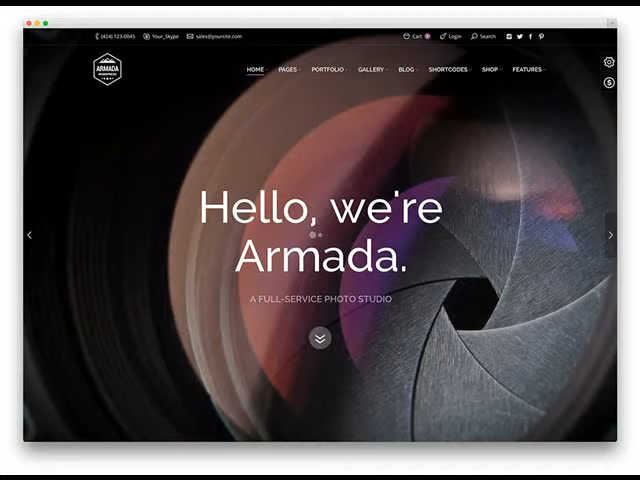 (424) 123-0045 Your_Skype sales@yoursite.com Cart Login Search
ARMADA
WORDPRESS
HOME PAGES PORTFOLIO GALLERY BLOG SHORTCODES SHOP FEATURES
Hello, we're
Armada.
A FULL-SERVICE PHOTO STUDIO